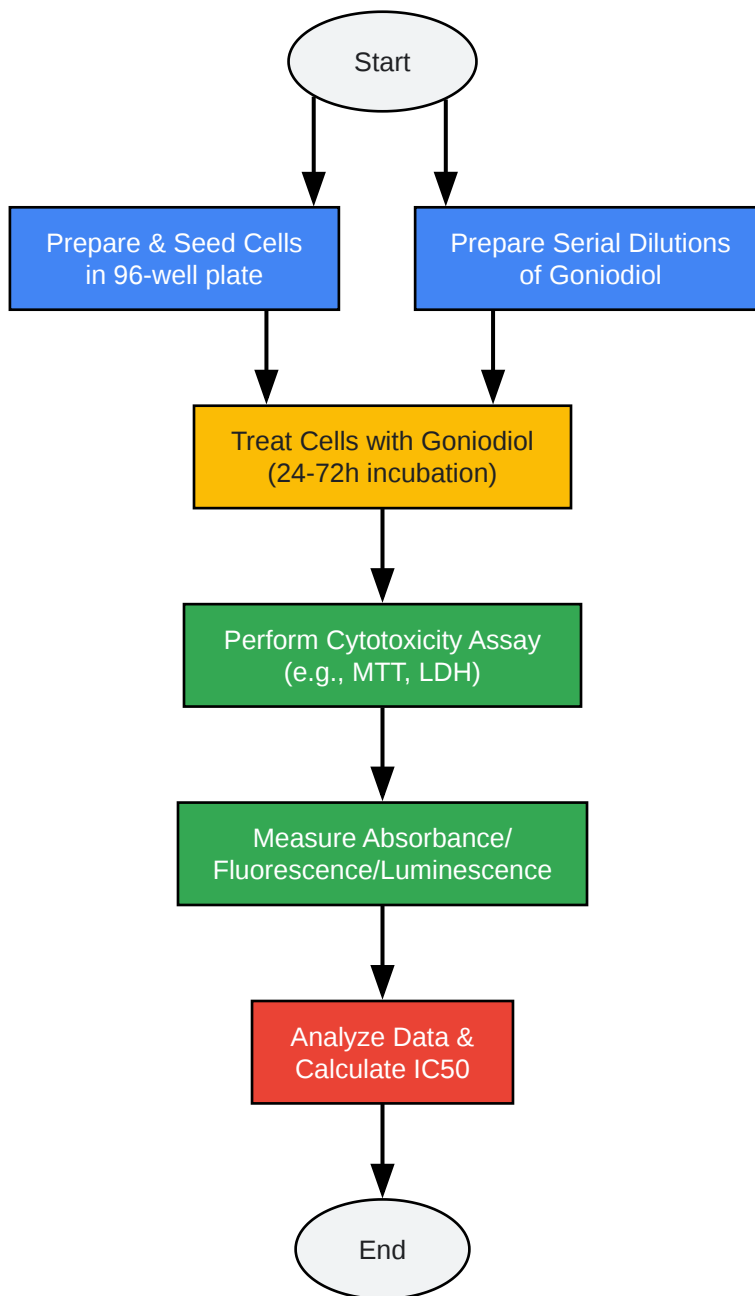 Start
Prepare & Seed Cells
in 96-well plate
Prepare Serial Dilutions
of Goniodiol
Treat Cells with Goniodiol
(24-72h incubation)
Perform Cytotoxicity Assay
(e.g., MTT, LDH)
Measure Absorbance/
Fluorescence/Luminescence
Analyze Data &
Calculate IC50
End